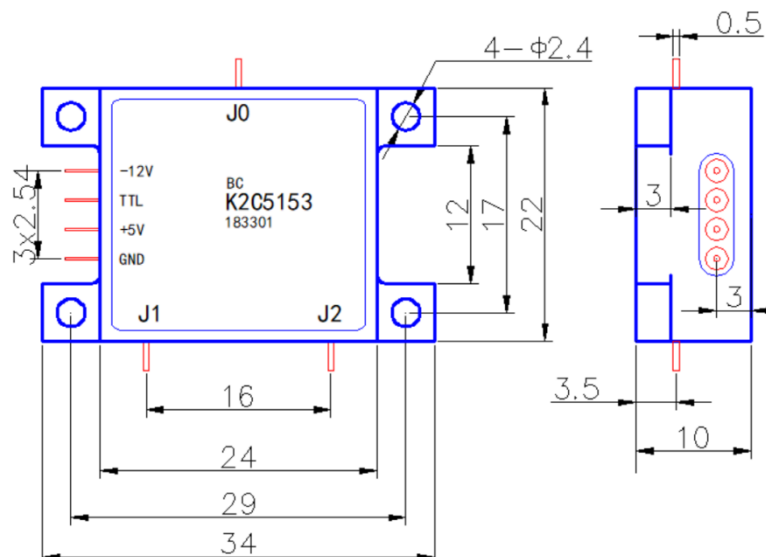 0.5
4-Φ2.4
J0
-12V
BC
TTL
K2C5153
183301
+5V
GND
3x2.54
12
17
22
3
3
J1
J2
3.5
16
10
24
29
34